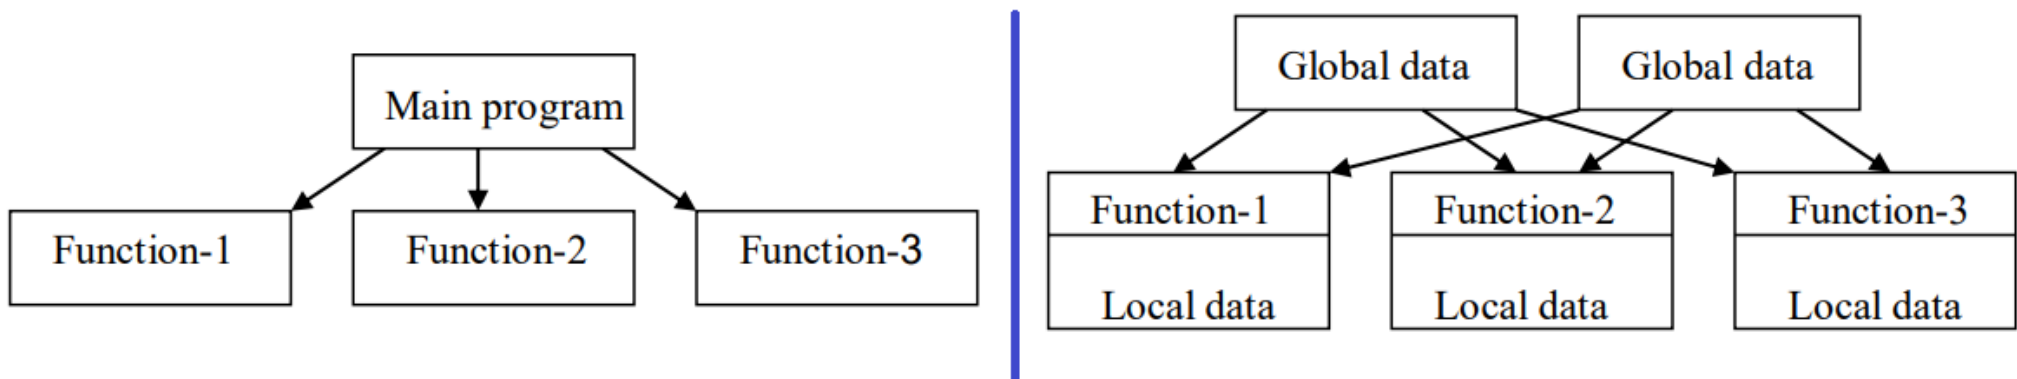 Main program
Function-1
Function-2
Function-3
Global data
Global data
Function-1
Function-2
Function-3
Local data
Local data
Local data